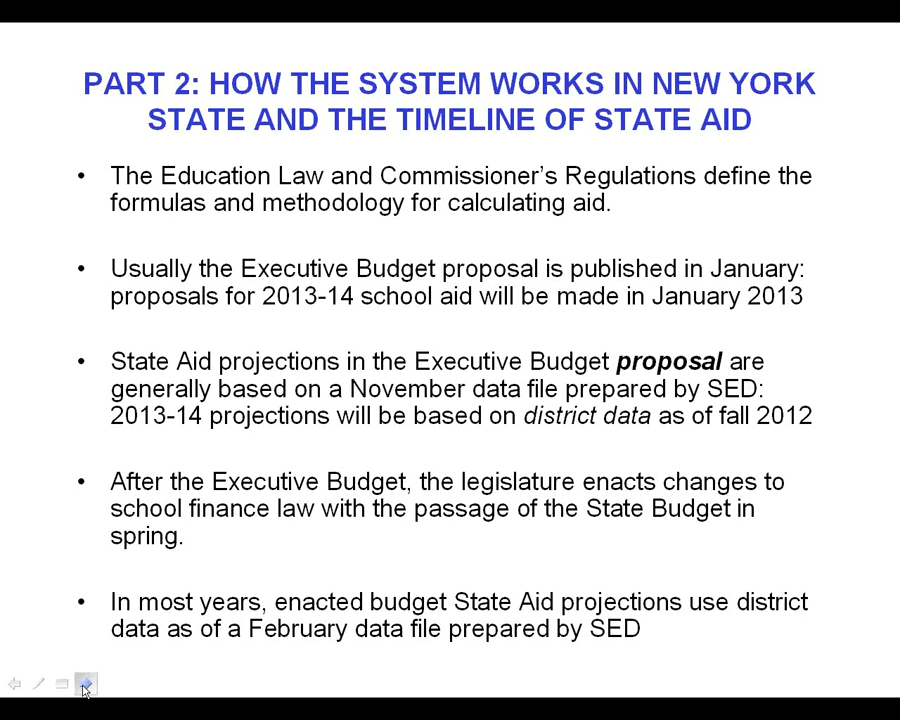 PART 2: HOW THE SYSTEM WORKS IN NEW YORK
STATE AND THE TIMELINE OF STATE AID
• The Education Law and Commissioner’s Regulations define the
formulas and methodology for calculating aid.
• Usually the Executive Budget proposal is published in January:
proposals for 2013-14 school aid will be made in January 2013
• State Aid projections in the Executive Budget proposal are
generally based on a November data file prepared by SED:
2013-14 projections will be based on district data as of fall 2012
• After the Executive Budget, the legislature enacts changes to
school finance law with the passage of the State Budget in
spring.
• In most years, enacted budget State Aid projections use district
data as of a February data file prepared by SED